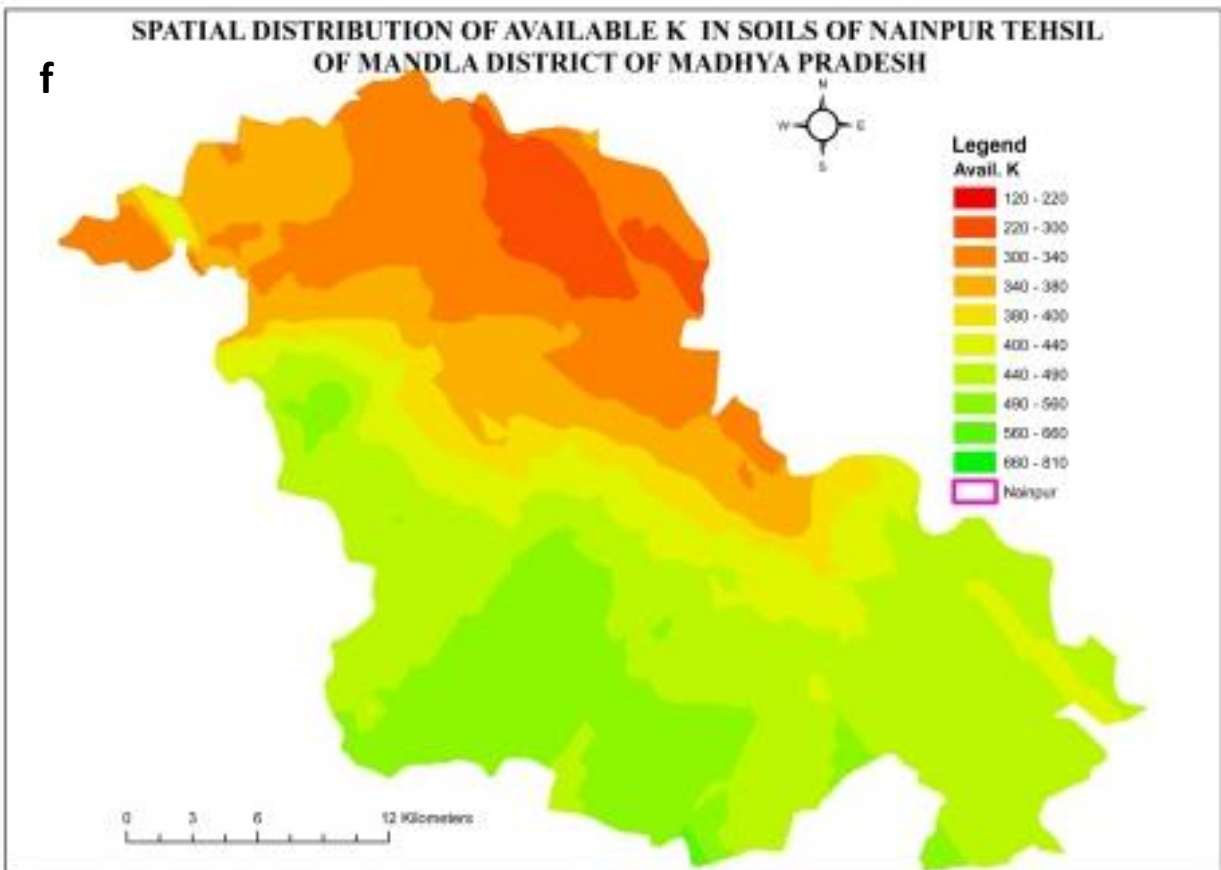 SPATIAL DISTRIBUTION OF AVAILABLE K IN SOILS OF NAINPUR TEHSIL
OF MANDLA DISTRICT OF MADHYA PRADESH
f
N
W E
S
Legend
Avail. K
120 - 220
220 - 300
300 - 340
340 - 380
380 - 400
400 - 440
440 - 490
490 - 560
560 - 660
660 - 810
Nainpur
0 3 6 12 Kilometers